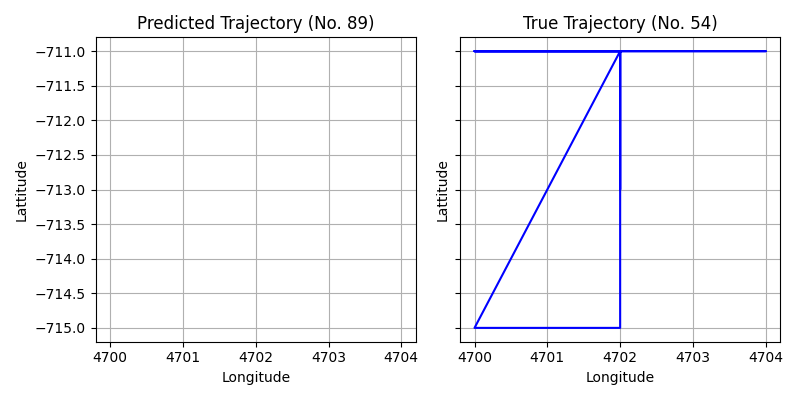 Predicted Trajectory (No. 89)
True Trajectory (No. 54)
−711.0
−711.5
−712.0
−712.5
−713.0
−713.5
−714.0
−714.5
−715.0
Lattitude
Lattitude
4700 4701 4702 4703 4704
4700 4701 4702 4703 4704
Longitude
Longitude